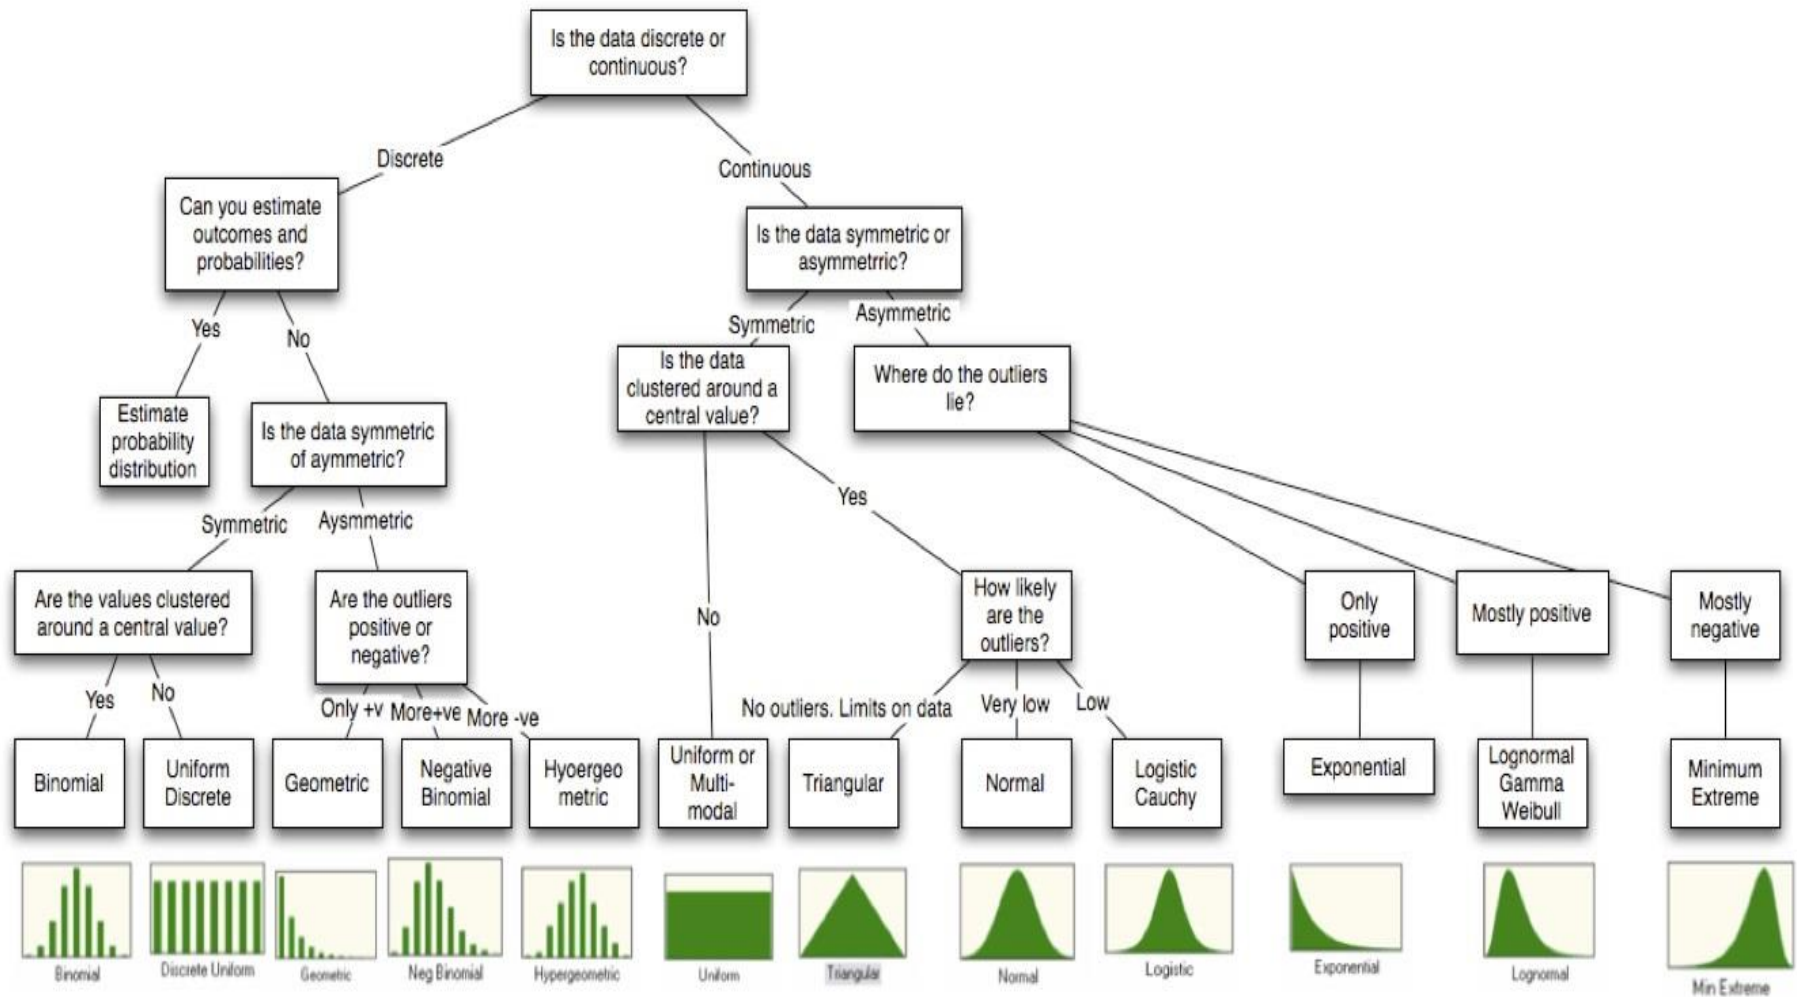 Is the data discrete or
continuous?
Discrete
Continuous
Can you estimate
outcomes and
probabilities?
Is the data symmetric or
asymmetrric?
Yes
No
Symmetric
Asymmetric
Is the data
clustered around a
central value?
Where do the outliers
lie?
Estimate
probability
distribution
Is the data symmetric
of aymmetric?
Yes
Symmetric
Aysmmetric
Are the values clustered
around a central value?
Are the outliers
positive or
negative?
No
How likely
are the
outliers?
Only
positive
Mostly positive
Mostly
negative
Yes
No
Only +v
More+ve
More -ve
No outliers. Limits on data
Very low
Low
Binomial
Uniform
Discrete
Geometric
Negative
Binomial
Hyoergeo
metric
Uniform or
Multi-
modal
Triangular
Normal
Logistic
Cauchy
Exponential
Lognormal
Gamma
Weibull
Minimum
Extreme
Binomial
Discrete Uniform
Geometric
Neg Binomial
Hypergeometric
Uniform
Triangular
Normal
Logistic
Exponential
Lognormal
Min Extreme